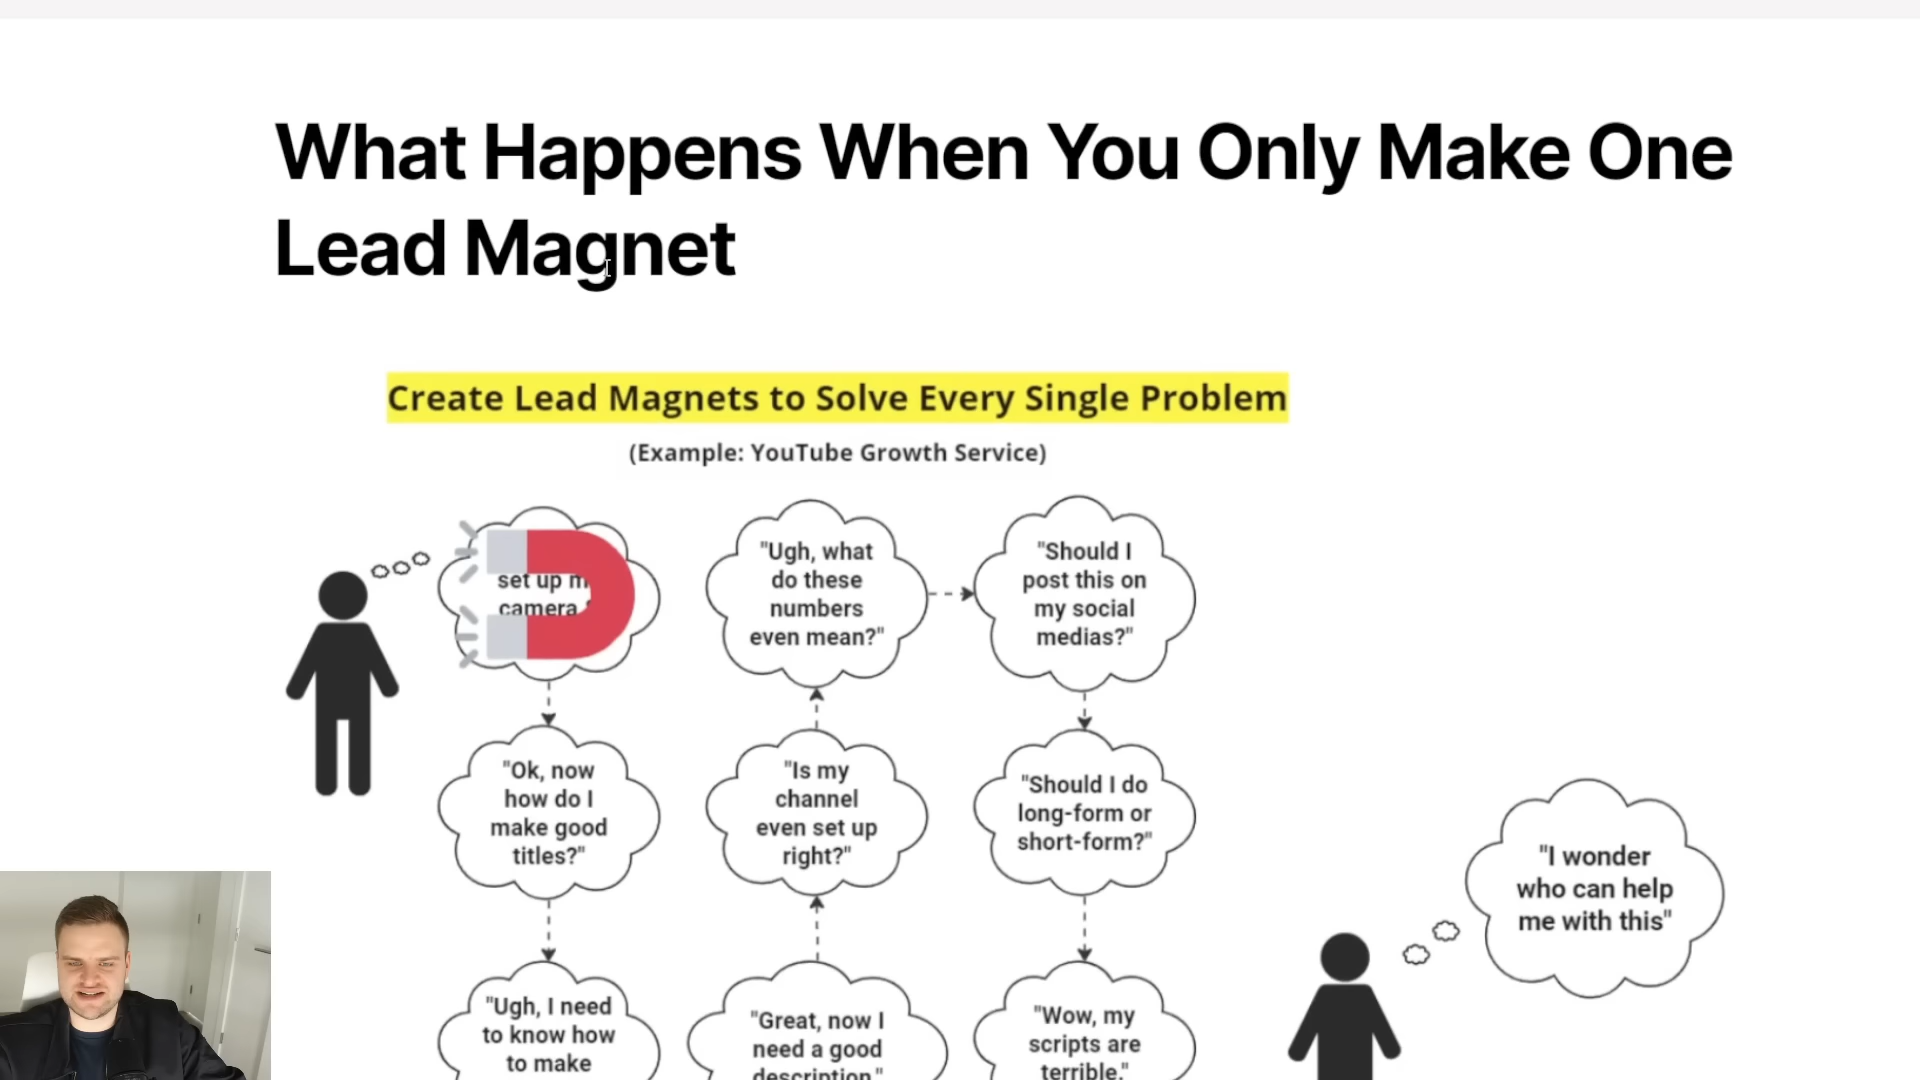 What Happens When You Only Make One
Lead Magnet
Create Lead Magnets to Solve Every Single Problem
(Example: YouTube Growth Service)
set up
camera
"Ok, now
how do I
make good
titles?"
"Ugh, I need
to know how
to make
"Great, now I
need a good
description."
"Is my
channel
even set up
right?"
"Ugh, what
do these
numbers
even mean?"
"Should I
post this on
my social
medias?"
"Should I do
long-form or
short-form?"
"Wow, my
scripts are
terrible."
"I wonder
who can help
me with this"